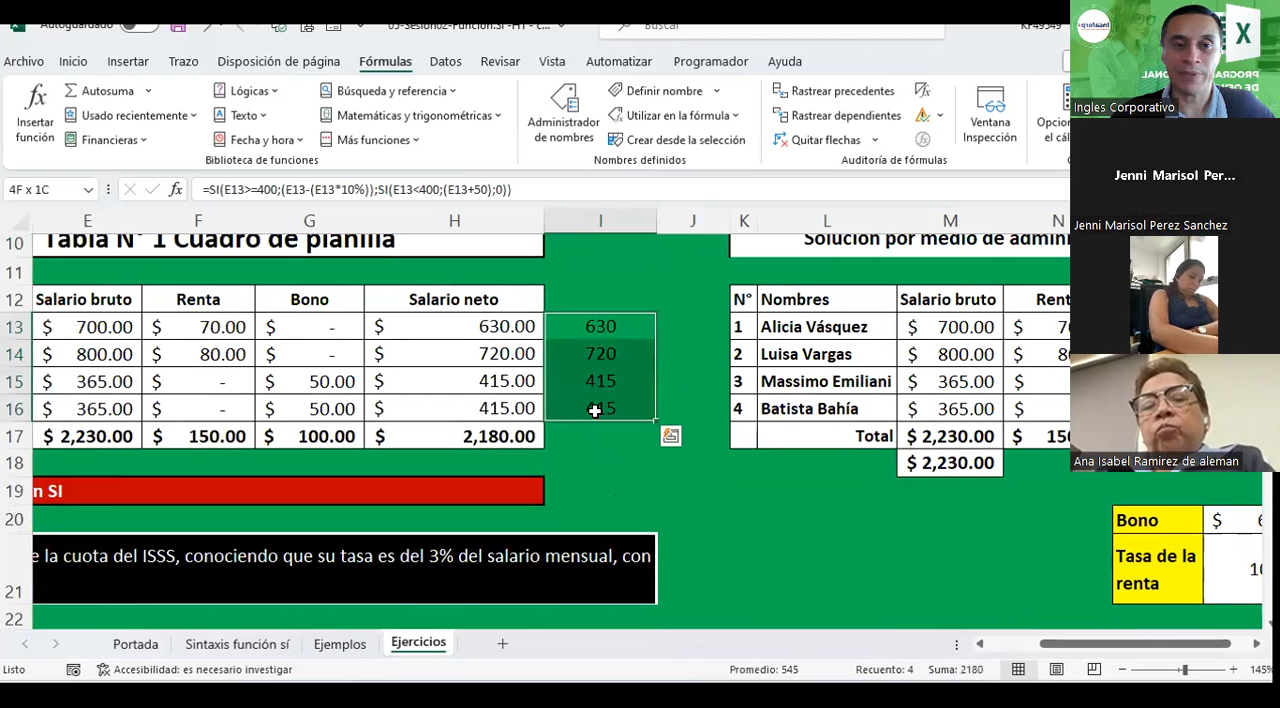 Autoguardado
Buscar
KF49549
Archivo Inicio Insertar Trazo Disposición de página Fórmulas Datos Revisar Vista Automatizar Programador Ayuda
Insertar función
Autosuma
Usado recientemente
Financieras
Lógicas
Texto
Fecha y hora
Búsqueda y referencia
Matemáticas y trigonométricas
Más funciones
Biblioteca de funciones
Administrador de nombres
Definir nombre
Utilizar en la fórmula
Crear desde la selección
Nombres definidos
Rastrear precedentes
Rastrear dependientes
Quitar flechas
Auditoría de fórmulas
Ventana Inspección
4F x 1C
fx =SI(E13>=400;(E13-(E13*10%));SI(E13<400;(E13+50);0))
E F G H I J K L M N
10 Tabla N° 1 Cuadro de planilla Solución por medio de
11
12 Salario bruto Renta Bono Salario neto N° Nombres Salario bruto
13 $ 700.00 $ 70.00 $ - $ 630.00 630 1 Alicia Vásquez $ 700.00 $
14 $ 800.00 $ 80.00 $ - $ 720.00 720 2 Luisa Vargas $ 800.00 $
15 $ 365.00 $ - $ 50.00 $ 415.00 415 3 Massimo Emiliani $ 365.00 $
16 $ 365.00 $ - $ 50.00 $ 415.00 415 4 Batista Bahía $ 365.00 $
17 $ 2,230.00 $ 150.00 $ 100.00 $ 2,180.00 Total $ 2,230.00 $
18 $ 2,230.00
19 n SI
20 Bono $
21 e la cuota del ISSS, conociendo que su tasa es del 3% del salario mensual, con
Tasa de la renta
22
Portada Sintaxis función sí Ejemplos Ejercicios
Listo Accesibilidad: es necesario investigar Promedio: 545 Recuento: 4 Suma: 2180 145%
Ingles Corporativo
Jenni Marisol Per...
Jenni Marisol Perez Sanchez
Ana Isabel Ramirez de aleman